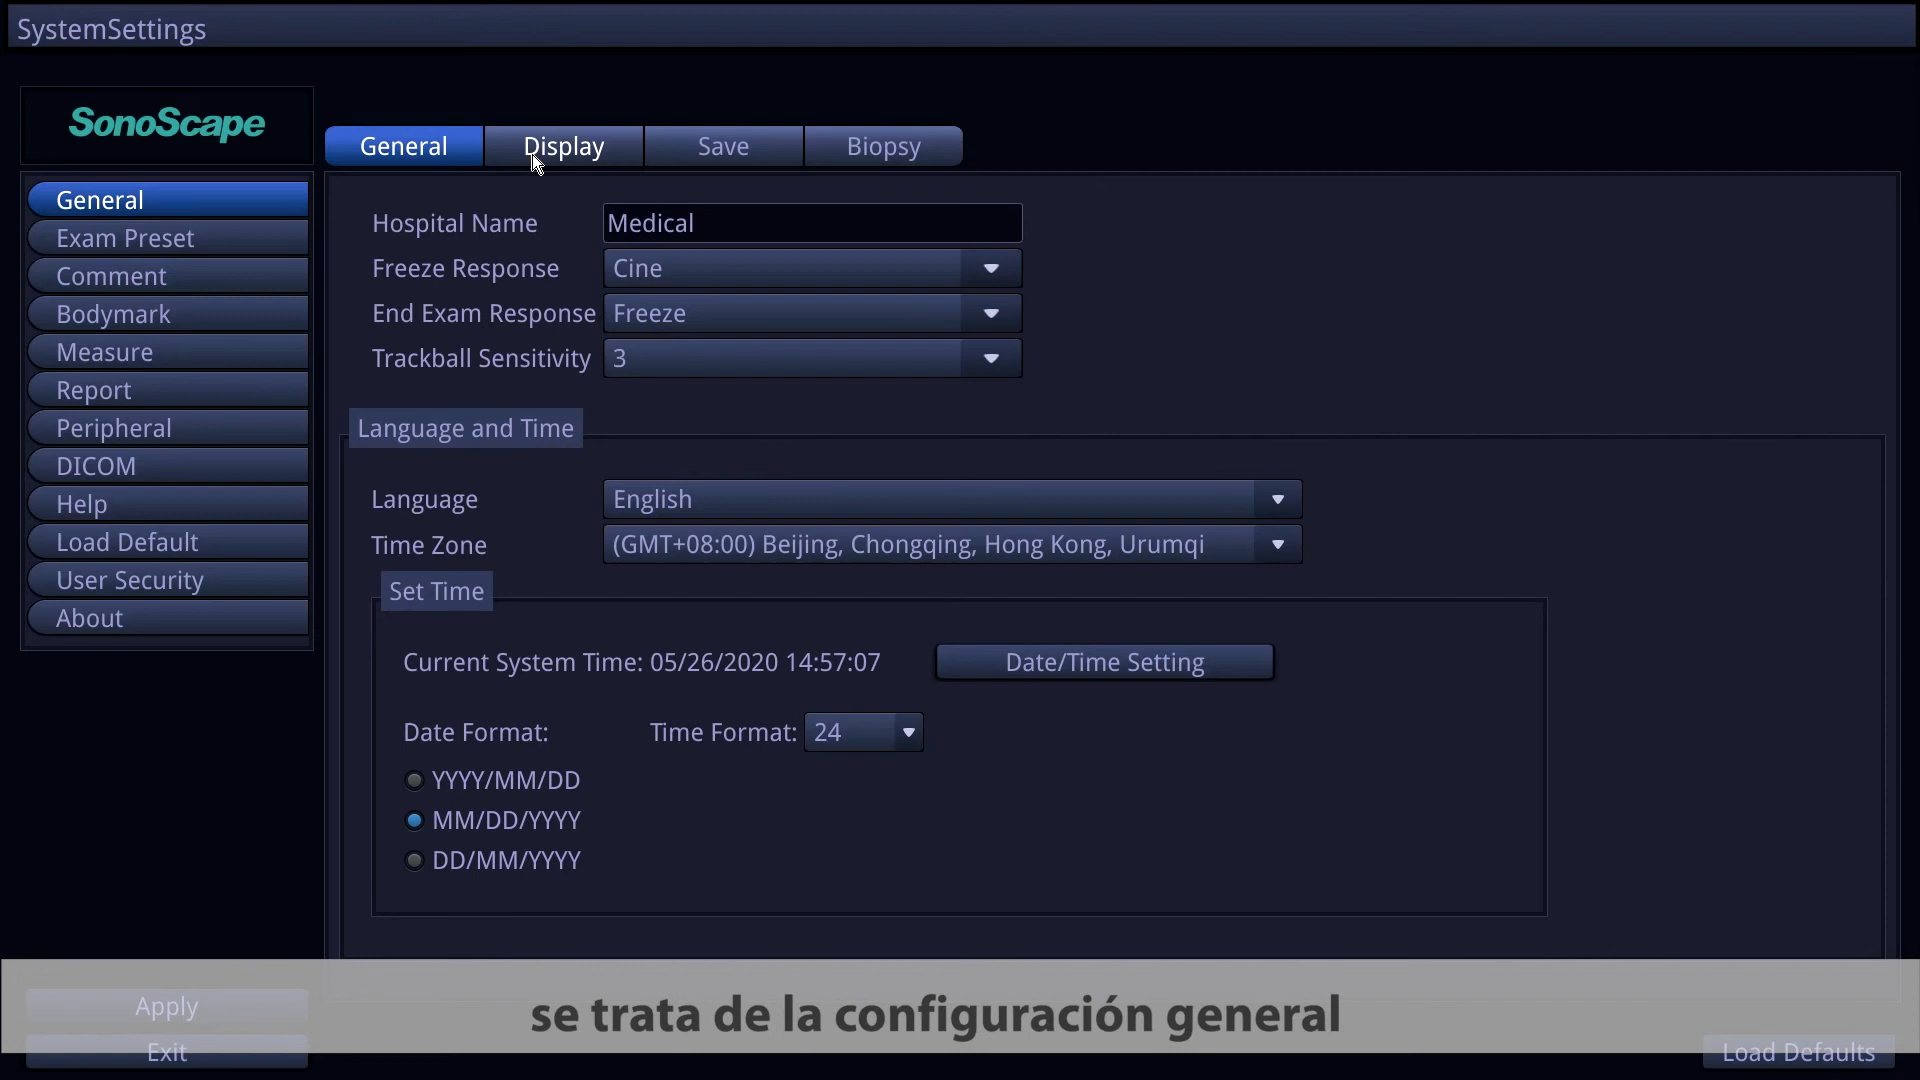 SystemSettings
SonoScape
General
Display
Save
Biopsy
General
Exam Preset
Comment
Bodymark
Measure
Report
Peripheral
DICOM
Help
Load Default
User Security
About
Hospital Name Medical
Freeze Response Cine
End Exam Response Freeze
Trackball Sensitivity 3
Language and Time
Language English
Time Zone (GMT+08:00) Beijing, Chongqing, Hong Kong, Urumqi
Set Time
Current System Time: 05/26/2020 14:57:07 Date/Time Setting
Date Format: Time Format: 24
YYYY/MM/DD
MM/DD/YYYY
DD/MM/YYYY
Apply
se trata de la configuración general
Exit
Load Defaults